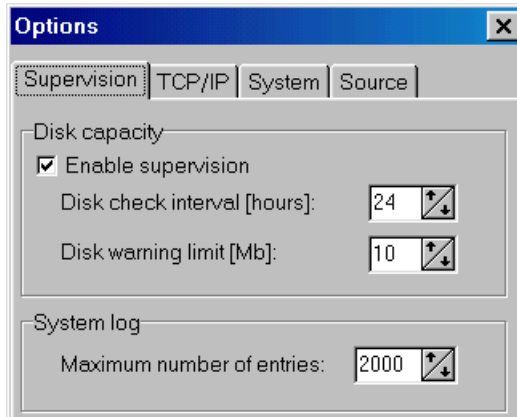 Options
Supervision TCP/IP System Source
Disk capacity
Enable supervision
Disk check interval [hours]: 24
Disk warning limit [Mb]: 10
System log
Maximum number of entries: 2000